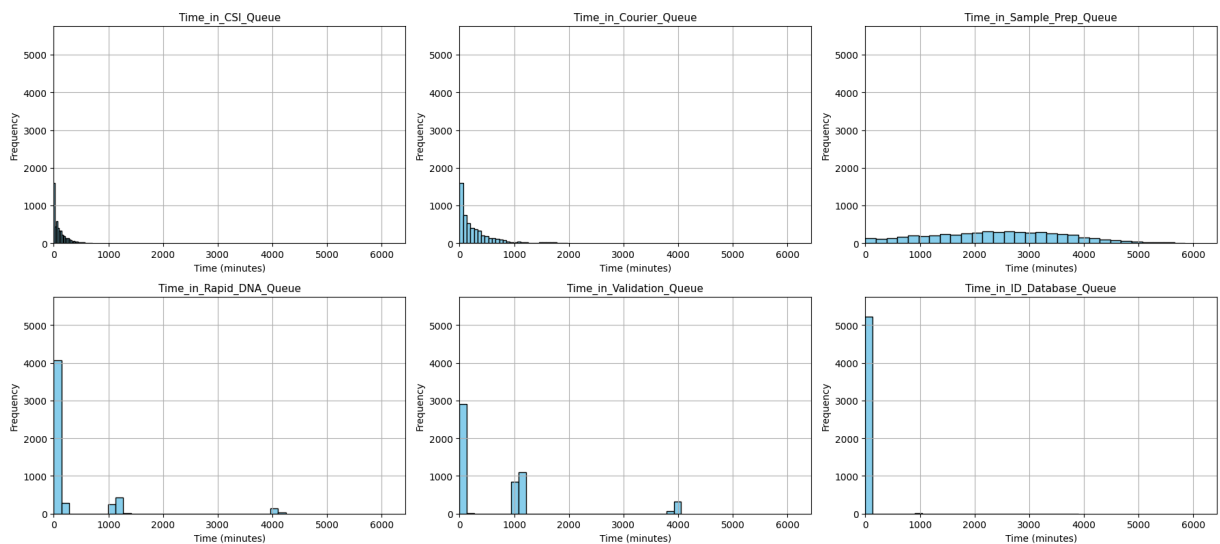 Time_in_CSI_Queue
Frequency
5000
4000
3000
2000
1000
0
0 1000 2000 3000 4000 5000 6000
Time (minutes)
Time_in_Courier_Queue
Frequency
5000
4000
3000
2000
1000
0
0 1000 2000 3000 4000 5000 6000
Time (minutes)
Time_in_Sample_Prep_Queue
Frequency
5000
4000
3000
2000
1000
0
0 1000 2000 3000 4000 5000 6000
Time (minutes)
Time_in_Rapid_DNA_Queue
Frequency
5000
4000
3000
2000
1000
0
0 1000 2000 3000 4000 5000 6000
Time (minutes)
Time_in_Validation_Queue
Frequency
5000
4000
3000
2000
1000
0
0 1000 2000 3000 4000 5000 6000
Time (minutes)
Time_in_ID_Database_Queue
Frequency
5000
4000
3000
2000
1000
0
0 1000 2000 3000 4000 5000 6000
Time (minutes)